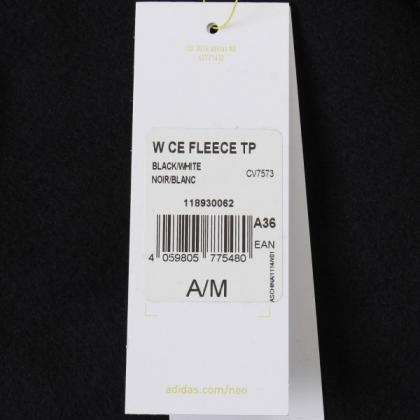 W CE FLEECE TP
BLACK/WHITE
NOIR/BLANC
CV7573
118930062
A36
EAN
4 059805 775480
A/M
adidas.com/neo